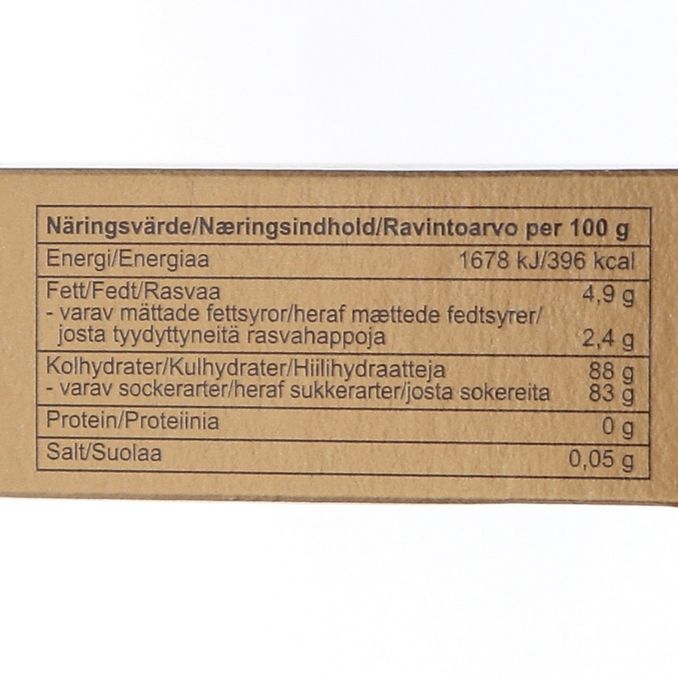 Näringsvärde/Næringsindhold/Ravintoarvo per 100 g
Energi/Energiaa 1678 kJ/396 kcal
Fett/Fedt/Rasvaa 4,9 g
- varav mättade fettsyror/heraf mættede fedtsyrer/
josta tyydyttyneitä rasvahappoja 2,4 g
Kolhydrater/Kulhydrater/Hiilihydraatteja 88 g
- varav sockerarter/heraf sukkerarter/josta sokereita 83 g
Protein/Proteiinia 0 g
Salt/Suolaa 0,05 g